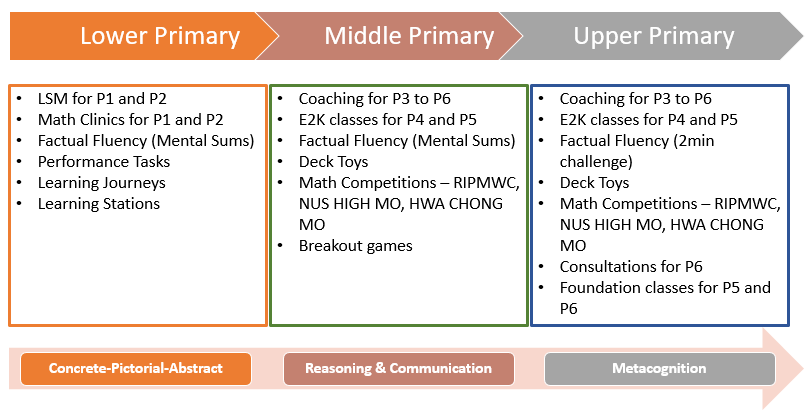 Lower Primary
Middle Primary
Upper Primary
• LSM for P1 and P2
• Math Clinics for P1 and P2
• Factual Fluency (Mental Sums)
• Performance Tasks
• Learning Journeys
• Learning Stations
• Coaching for P3 to P6
• E2K classes for P4 and P5
• Factual Fluency (Mental Sums)
• Deck Toys
• Math Competitions – RIPMWC,
NUS HIGH MO, HWA CHONG
MO
• Breakout games
• Coaching for P3 to P6
• E2K classes for P4 and P5
• Factual Fluency (2min
challenge)
• Deck Toys
• Math Competitions – RIPMWC,
NUS HIGH MO, HWA CHONG
MO
• Consultations for P6
• Foundation classes for P5 and
P6
Concrete-Pictorial-Abstract
Reasoning & Communication
Metacognition